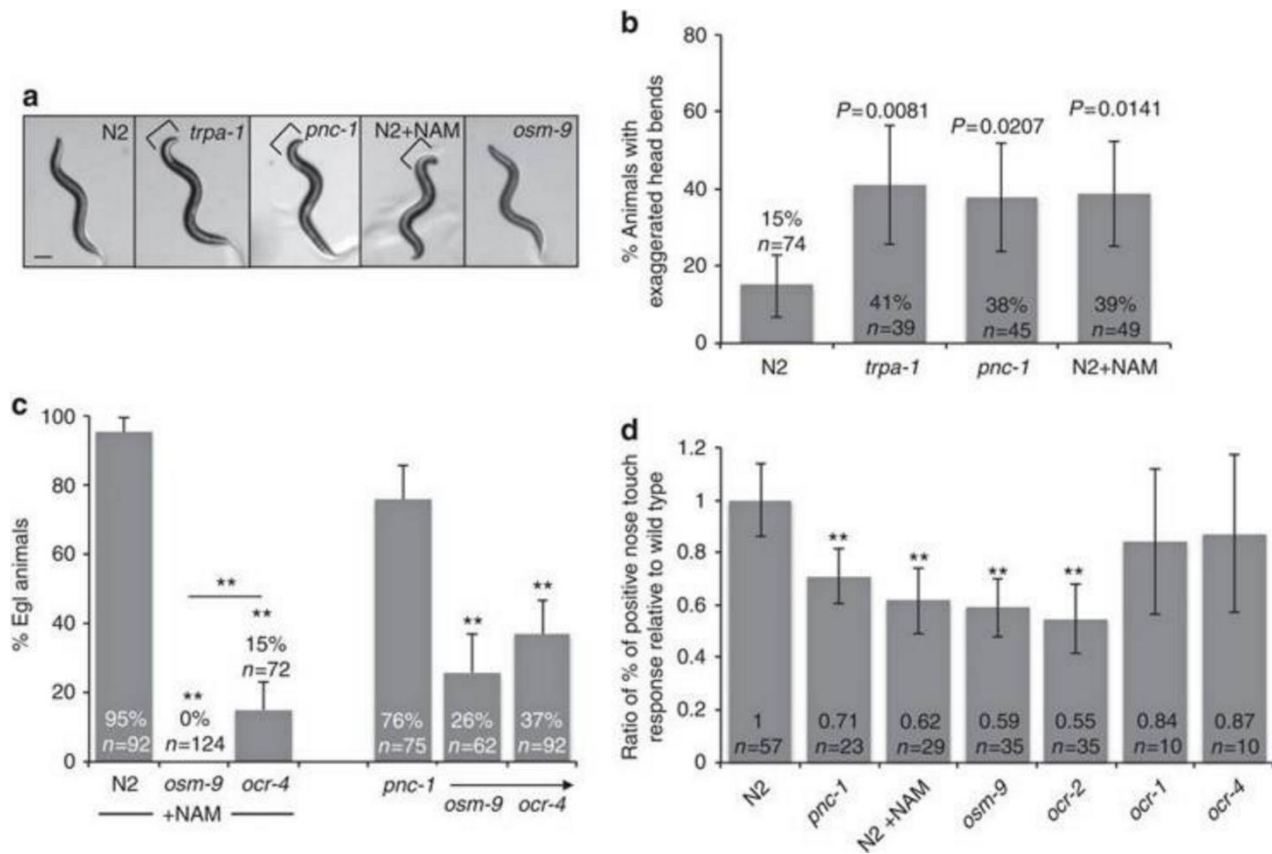 a
N2
trpa-1
pnc-1
N2+NAM
osm-9
b
% Animals with
exaggerated head bends
80
60
40
20
0
15%
n=74
P=0.0081
P=0.0207
P=0.0141
41%
n=39
38%
n=45
39%
n=49
N2
trpa-1
pnc-1
N2+NAM
c
% Egl animals
100
80
60
40
20
0
**
**
15%
n=72
**
0%
n=124
95%
n=92
**
**
76%
n=75
26%
n=62
37%
n=92
N2
osm-9
ocr-4
+NAM
pnc-1
osm-9
ocr-4
d
Ratio of % of positive nose touch
response relative to wild type
1.2
1
0.8
0.6
0.4
0.2
0
**
**
**
**
1
n=57
0.71
n=23
0.62
n=29
0.59
n=35
0.55
n=35
0.84
n=10
0.87
n=10
N2
pnc-1
N2 +NAM
osm-9
ocr-2
ocr-1
ocr-4